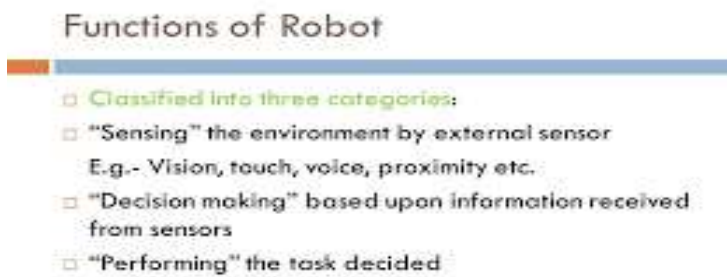 Functions of Robot
Classified into three categories:
"Sensing" the environment by external sensor
E.g.- Vision, touch, voice, proximity etc.
"Decision making" based upon information received
from sensors
"Performing" the task decided